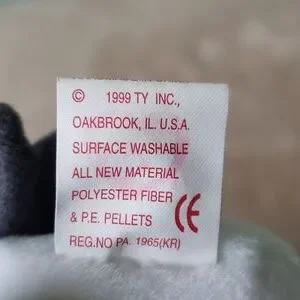 © 1999 TY INC.,
OAKBROOK, IL. U.S.A.
SURFACE WASHABLE
ALL NEW MATERIAL
POLYESTER FIBER
& P.E. PELLETS CE
REG.NO PA. 1965(KR)